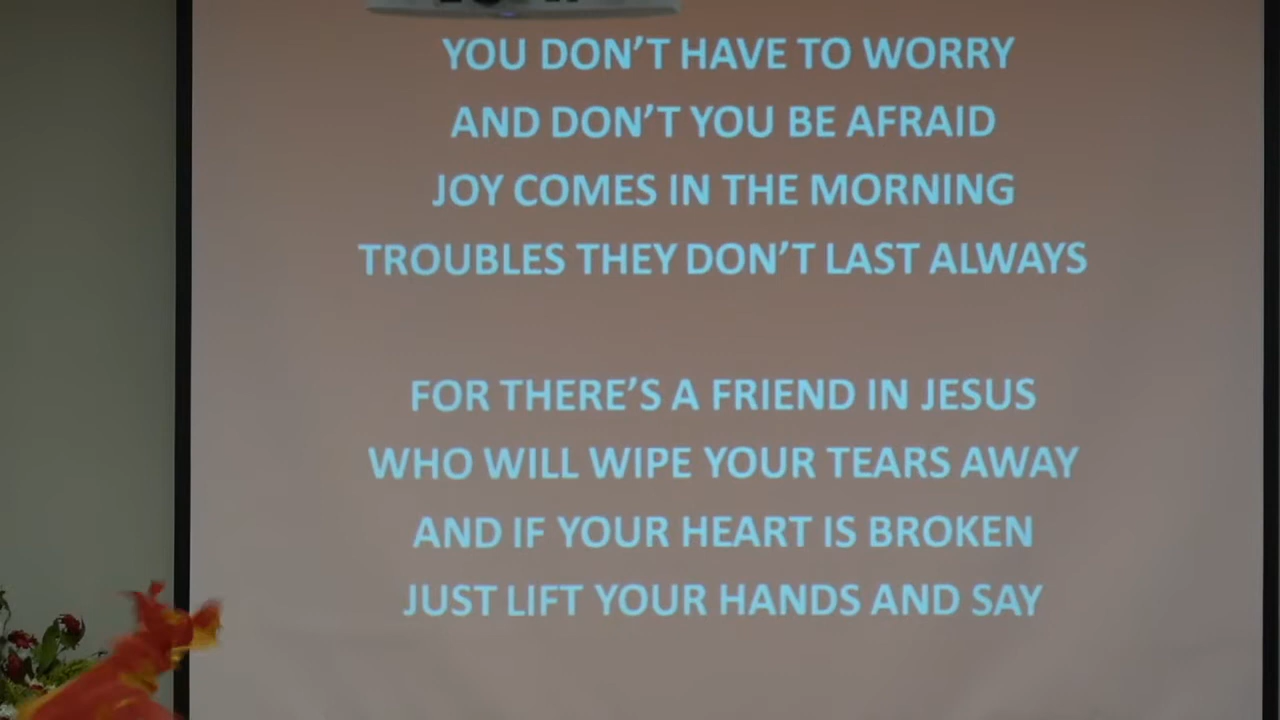 YOU DON'T HAVE TO WORRY
AND DON'T YOU BE AFRAID
JOY COMES IN THE MORNING
TROUBLES THEY DON'T LAST ALWAYS
FOR THERE'S A FRIEND IN JESUS
WHO WILL WIPE YOUR TEARS AWAY
AND IF YOUR HEART IS BROKEN
JUST LIFT YOUR HANDS AND SAY